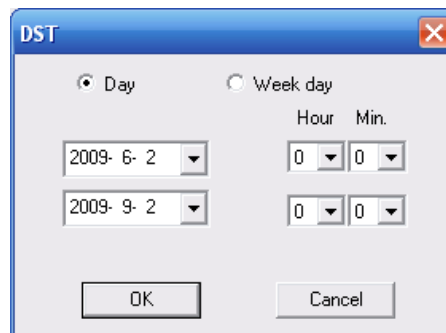 DST
Day Week day
Hour Min.
2009- 6- 2 0 0
2009- 9- 2 0 0
OK Cancel